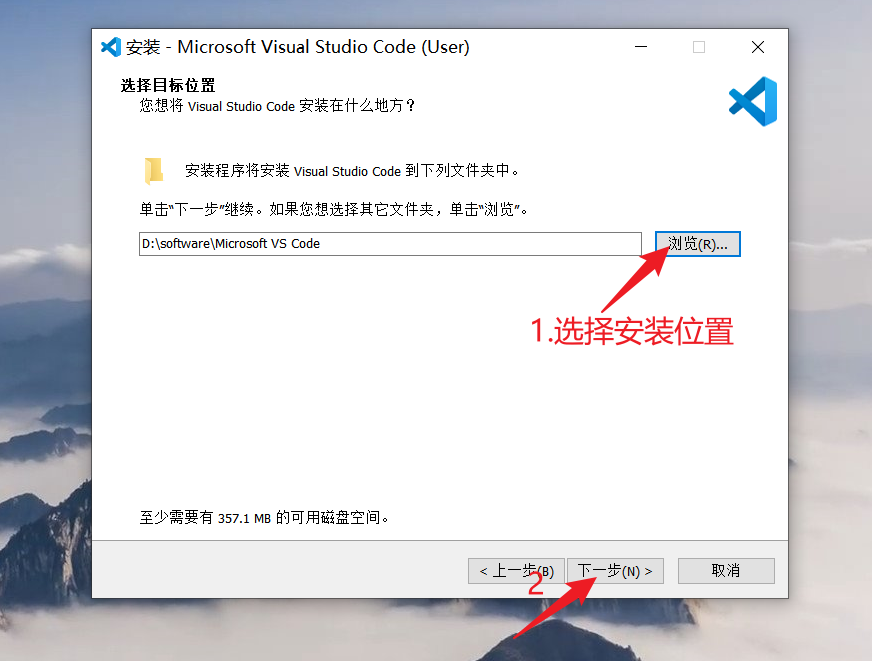 安装 - Microsoft Visual Studio Code (User)
选择目标位置
您想将 Visual Studio Code 安装在什么地方？
安装程序将安装 Visual Studio Code 到下列文件夹中。
单击“下一步”继续。如果您想选择其它文件夹，单击“浏览”。
D:\software\Microsoft VS Code
浏览(R)...
1.选择安装位置
至少需要有 357.1 MB 的可用磁盘空间。
< 上一步(B)
下一步(N) >
取消
2